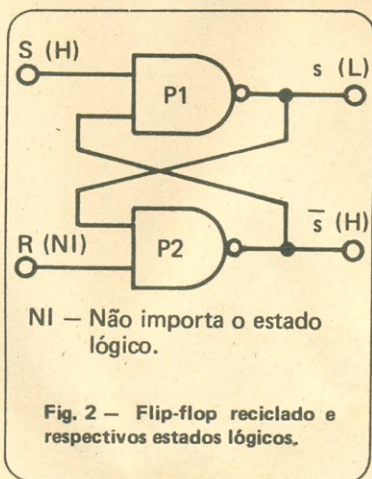 S (H)
s (L)
P1
P2
R (NI)
s̅ (H)
NI — Não importa o estado
lógico.
Fig. 2 — Flip-flop reciclado e
respectivos estados lógicos.